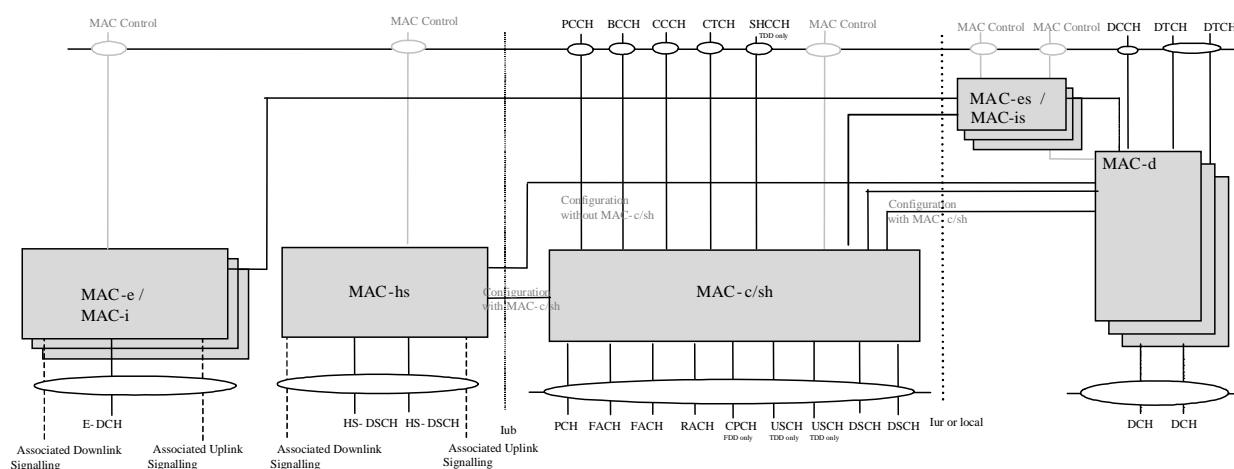 MAC Control
MAC Control
PCCH BCCH CCCH CTCH SHCCH
TDD only
MAC Control
MAC Control
MAC Control
DCCH DTCH DTCH
MAC-es /
MAC-is
MAC-d
Configuration
without MAC-c/sh
Configuration
with MAC-c/sh
MAC-e /
MAC-i
MAC-hs
Configuration
with MAC-c/sh
MAC-c/sh
E-DCH
Associated Downlink
Signalling
Associated Uplink
Signalling
HS-DSCH HS-DSCH
Associated Downlink
Signalling
Associated Uplink
Signalling
Iub
PCH FACH FACH RACH CPCH USCH USCH DSCH DSCH
FDD only TDD only TDD only
Iur or local
DCH DCH